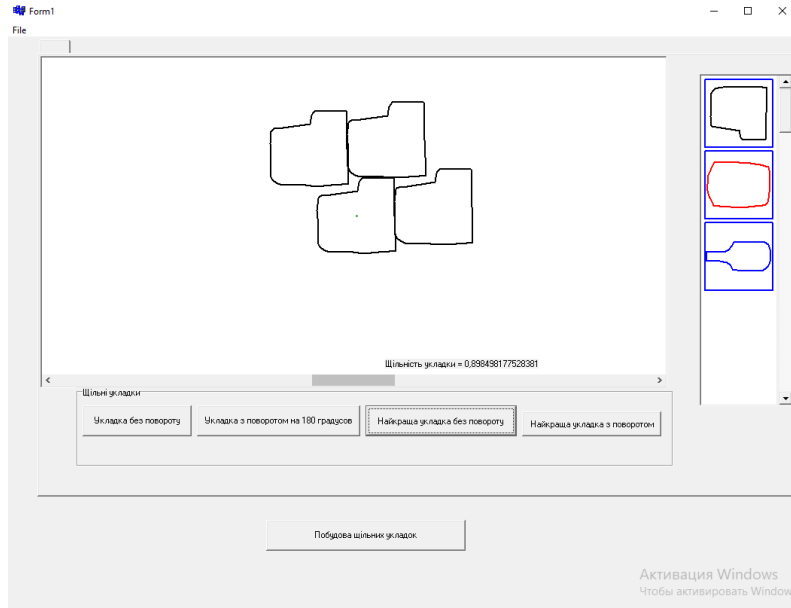 Form1
File
Щільність укладки = 0,898498177528381
Щільні укладки
Укладка без повороту
Укладка з поворотом на 180 градусов
Найкраща укладка без повороту
Найкраща укладка з поворотом
Побудова щільних укладок
Активация Windows
Чтобы активировать Window